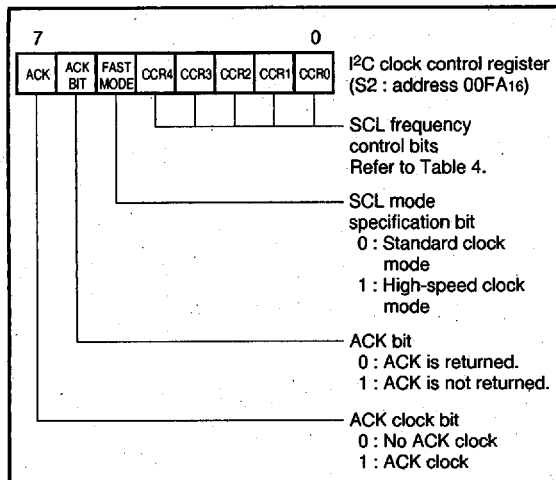 7 0
ACK ACK BIT FAST MODE CCR4 CCR3 CCR2 CCR1 CCR0
I²C clock control register
(S2 : address 00FA₁₆)
SCL frequency
control bits
Refer to Table 4.
SCL mode
specification bit
0 : Standard clock
mode
1 : High-speed clock
mode
ACK bit
0 : ACK is returned.
1 : ACK is not returned.
ACK clock bit
0 : No ACK clock
1 : ACK clock